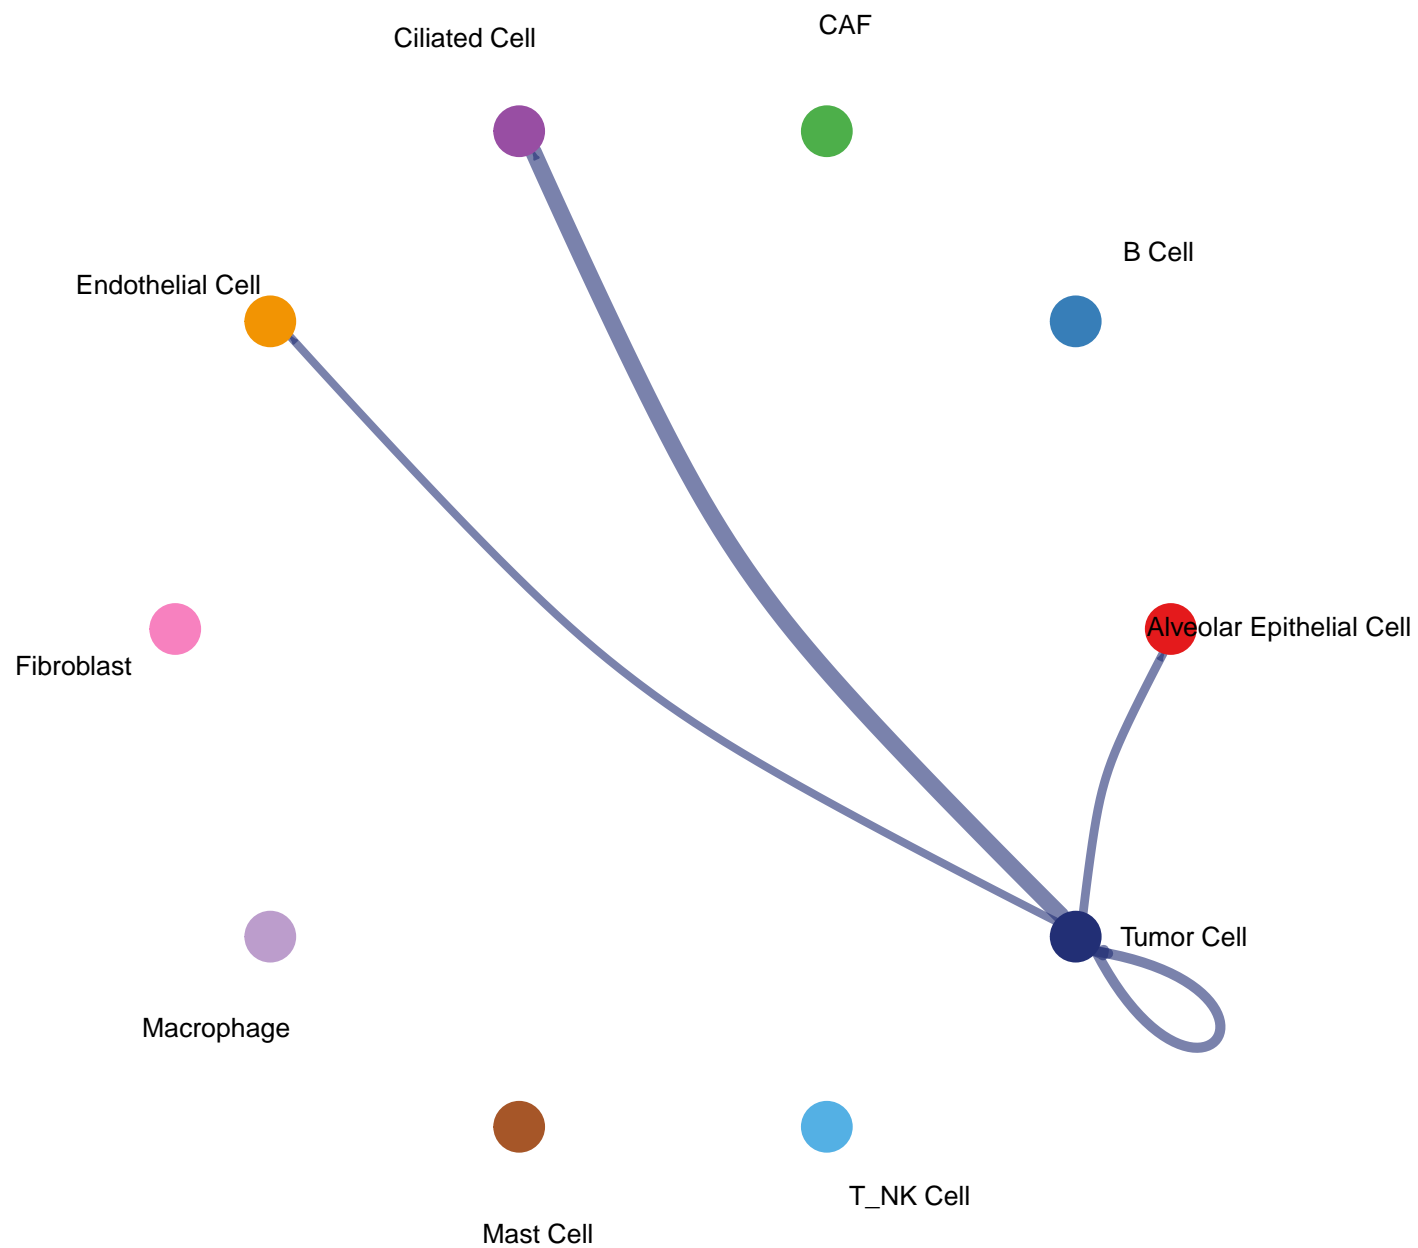 CAF
Ciliated Cell
B Cell
Endothelial Cell
Alveolar Epithelial Cell
Fibroblast
Tumor Cell
Macrophage
T_NK Cell
Mast Cell